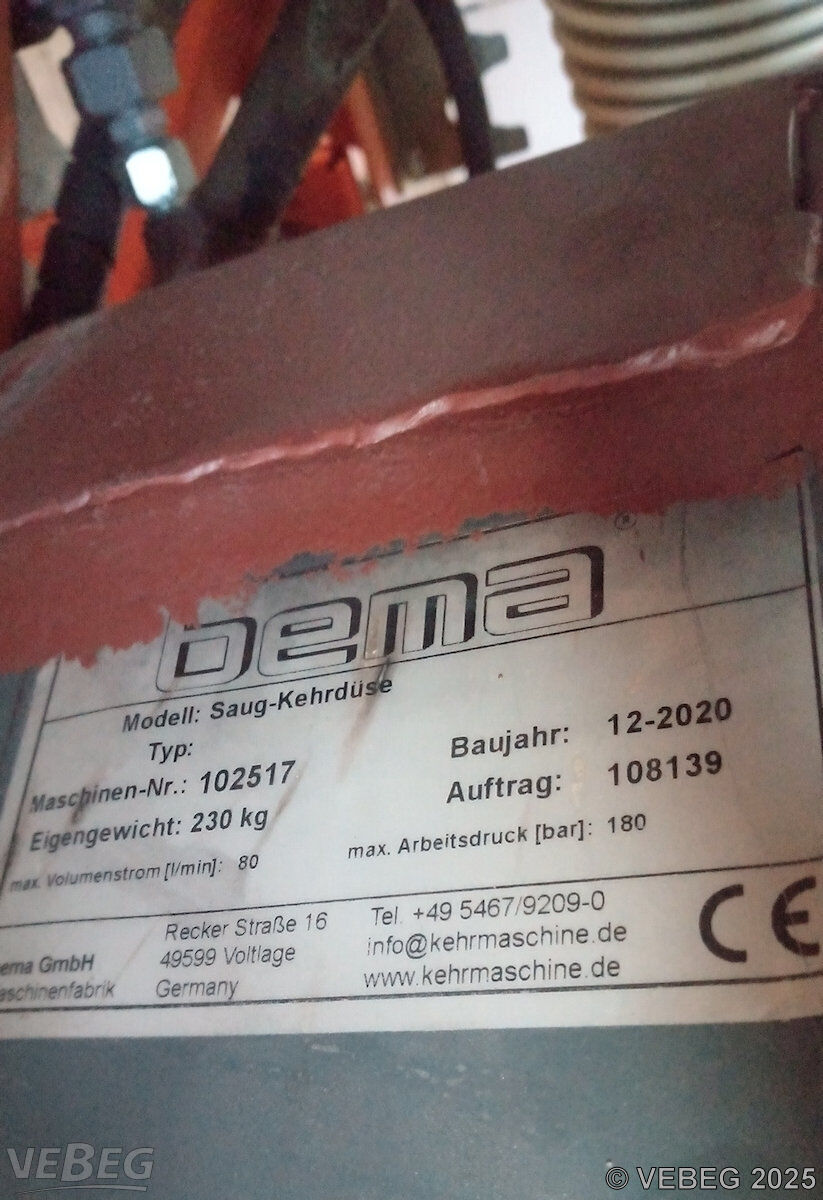 ®
bema
Modell: Saug-Kehrdüse
Typ:
Maschinen-Nr.: 102517
Eigengewicht: 230 kg
max. Volumenstrom [l/min]: 80
Baujahr: 12-2020
Auftrag: 108139
max. Arbeitsdruck [bar]: 180
ema GmbH
aschinenfabrik
Recker Straße 16
49599 Voltlage
Germany
Tel. +49 5467/9209-0
info@kehrmaschine.de
www.kehrmaschine.de
CE
VEBEG
© VEBEG 2025